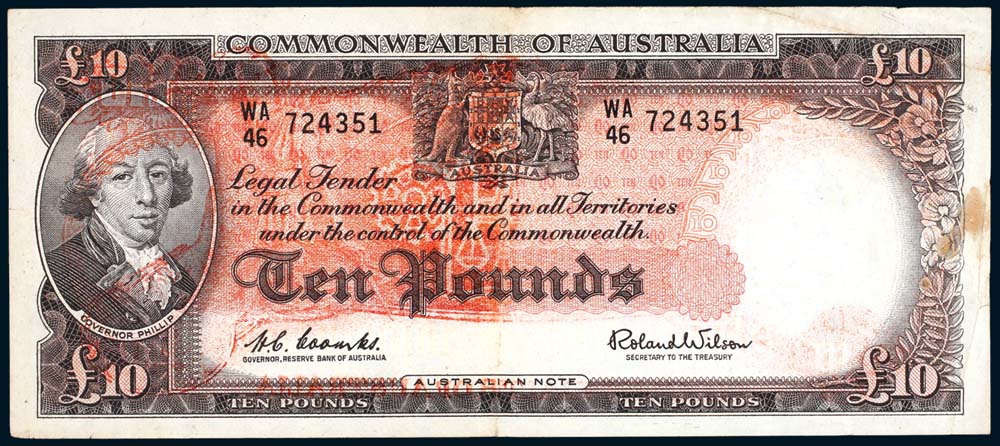 COMMONWEALTH OF AUSTRALIA
£10 £10
WA 46 724351
WA 46 724351
AUSTRALIA
Legal Tender
in the Commonwealth and in all Territories
under the control of the Commonwealth.
Ten Pounds
GOVERNOR PHILLIP
H. C. Coombs.
GOVERNOR, RESERVE BANK OF AUSTRALIA
Roland Wilson
SECRETARY TO THE TREASURY
£10 £10
AUSTRALIAN NOTE
TEN POUNDS TEN POUNDS